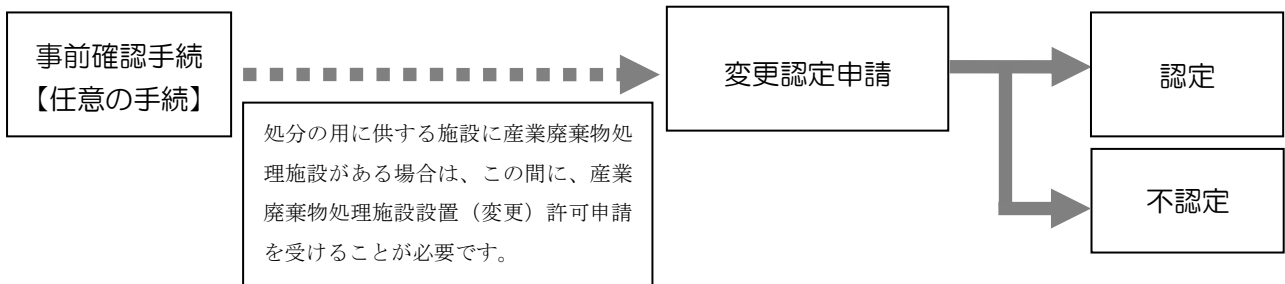 事前確認手続
【任意の手続】
処分の用に供する施設に産業廃棄物処
理施設がある場合は、この間に、産業
廃棄物処理施設設置（変更）許可申請
を受けることが必要です。
変更認定申請
認定
不認定